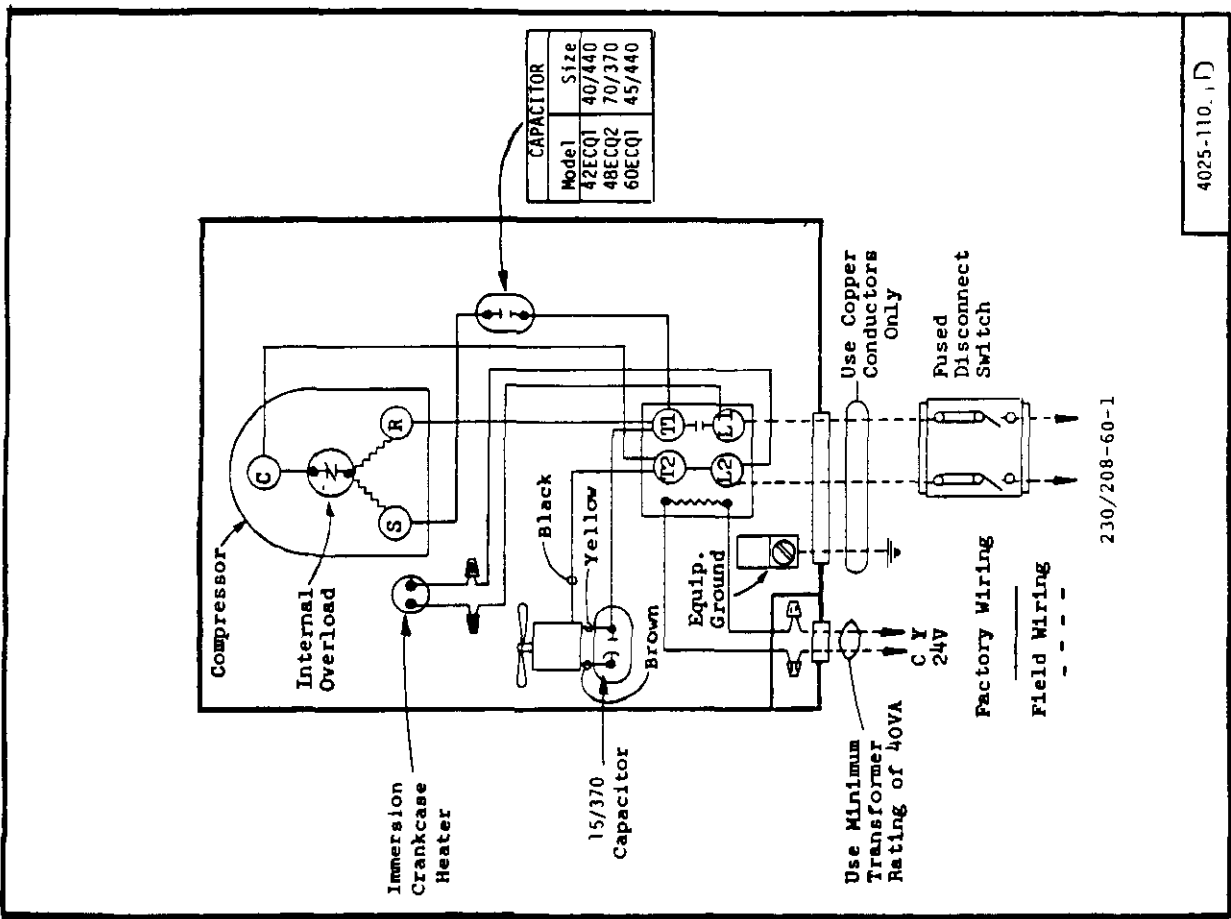 Compressor
Internal
Overload
C
S
R
CAPACITOR
Model Size
42ECQ1 40/440
48ECQ2 70/370
60ECQ1 45/440
Immersion
Crankcase
Heater
Black
Yellow
Brown
15/370
Capacitor
T2
T1
L2
L1
Equip.
Ground
Use Copper
Conductors
Only
Use Minimum
Transformer
Rating of 40VA
C Y
24V
Fused
Disconnect
Switch
Factory Wiring
Field Wiring
230/208-60-1